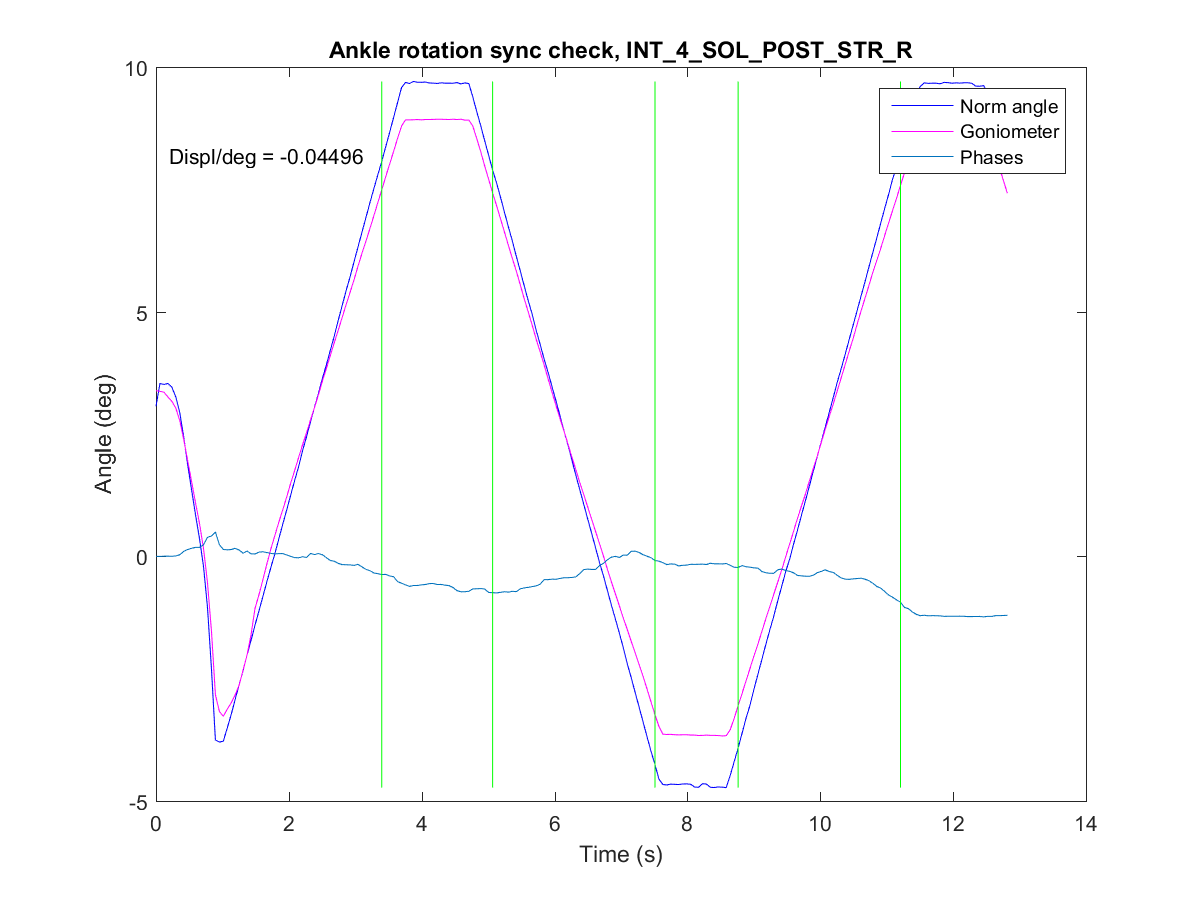 Ankle rotation sync check, INT_4_SOL_POST_STR_R
10
5
0
-5
Angle (deg)
Displ/deg = -0.04496
Norm angle
Goniometer
Phases
0 2 4 6 8 10 12 14
Time (s)